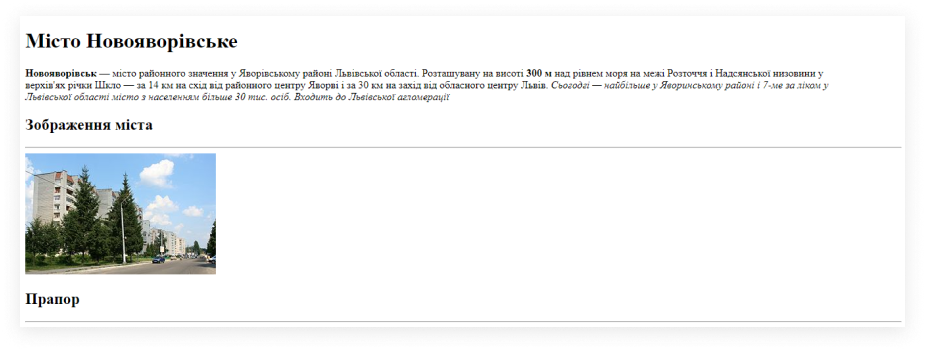 Місто Новояворівське
Новояворівськ — місто районного значення у Яворівському районі Львівської області. Розташувану на висоті 300 м над рівнем моря на межі Розточчя і Надсянської низовини у
верхів'ях річки Шкло — за 14 км на схід від районного центру Яворві і за 30 км на захід від обласного центру Львів. Сьогодгі — найбільше у Яворинському районі і 7-ме за ліком у
Львівської області місто з населенням більше 30 тис. осіб. Входить до Львівської агломерації
Зображення міста
Прапор